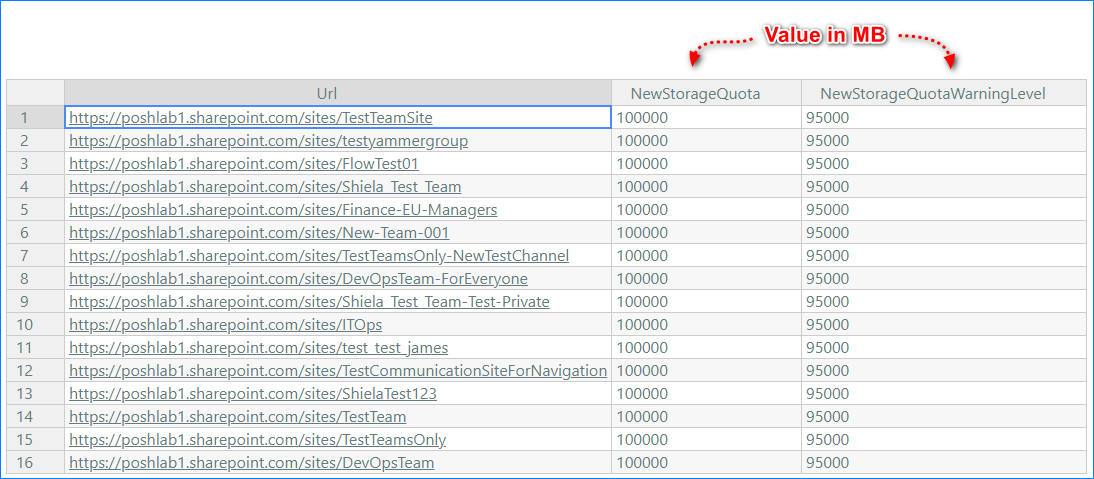 Value in MB
Url NewStorageQuota NewStorageQuotaWarningLevel
1 https://poshlab1.sharepoint.com/sites/TestTeamSite 100000 95000
2 https://poshlab1.sharepoint.com/sites/testyammergroup 100000 95000
3 https://poshlab1.sharepoint.com/sites/FlowTest01 100000 95000
4 https://poshlab1.sharepoint.com/sites/Shiela_Test_Team 100000 95000
5 https://poshlab1.sharepoint.com/sites/Finance-EU-Managers 100000 95000
6 https://poshlab1.sharepoint.com/sites/New-Team-001 100000 95000
7 https://poshlab1.sharepoint.com/sites/TestTeamsOnly-NewTestChannel 100000 95000
8 https://poshlab1.sharepoint.com/sites/DevOpsTeam-ForEveryone 100000 95000
9 https://poshlab1.sharepoint.com/sites/Shiela_Test_Team-Test-Private 100000 95000
10 https://poshlab1.sharepoint.com/sites/ITOps 100000 95000
11 https://poshlab1.sharepoint.com/sites/test_test_james 100000 95000
12 https://poshlab1.sharepoint.com/sites/TestCommunicationSiteForNavigation 100000 95000
13 https://poshlab1.sharepoint.com/sites/ShielaTest123 100000 95000
14 https://poshlab1.sharepoint.com/sites/TestTeam 100000 95000
15 https://poshlab1.sharepoint.com/sites/TestTeamsOnly 100000 95000
16 https://poshlab1.sharepoint.com/sites/DevOpsTeam 100000 95000